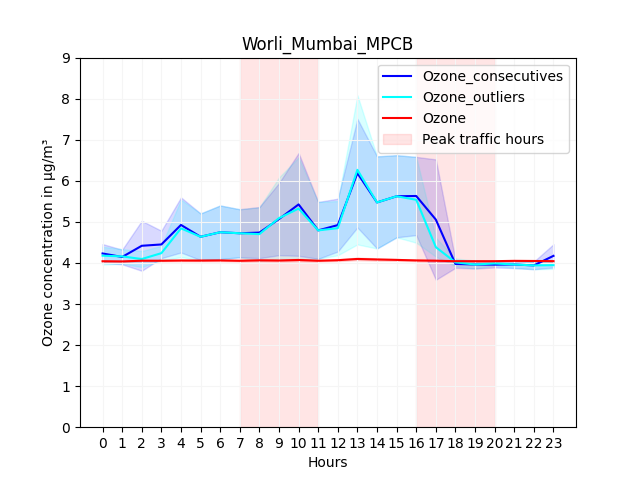 Worli_Mumbai_MPCB
Ozone concentration in µg/m³
9
8
7
6
5
4
3
2
1
0
Ozone_consecutives
Ozone_outliers
Ozone
Peak traffic hours
0 1 2 3 4 5 6 7 8 9 10 11 12 13 14 15 16 17 18 19 20 21 22 23
Hours